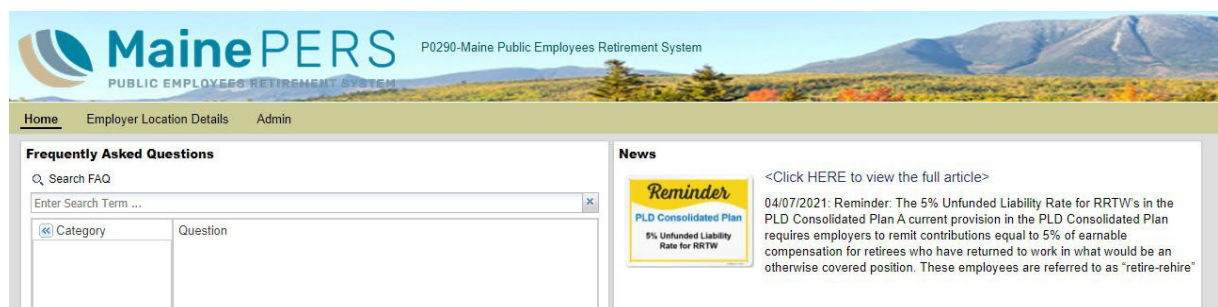 MainePERS
PUBLIC EMPLOYEES RETIREMENT SYSTEM
P0290-Maine Public Employees Retirement System
Home Employer Location Details Admin
Frequently Asked Questions
Search FAQ
Enter Search Term ...
Category Question
News
Reminder
PLD Consolidated Plan
5% Unfunded Liability
Rate for RRTW
<Click HERE to view the full article>
04/07/2021: Reminder: The 5% Unfunded Liability Rate for RRTW's in the
PLD Consolidated Plan A current provision in the PLD Consolidated Plan
requires employers to remit contributions equal to 5% of earnable
compensation for retirees who have returned to work in what would be an
otherwise covered position. These employees are referred to as “retire-rehire”